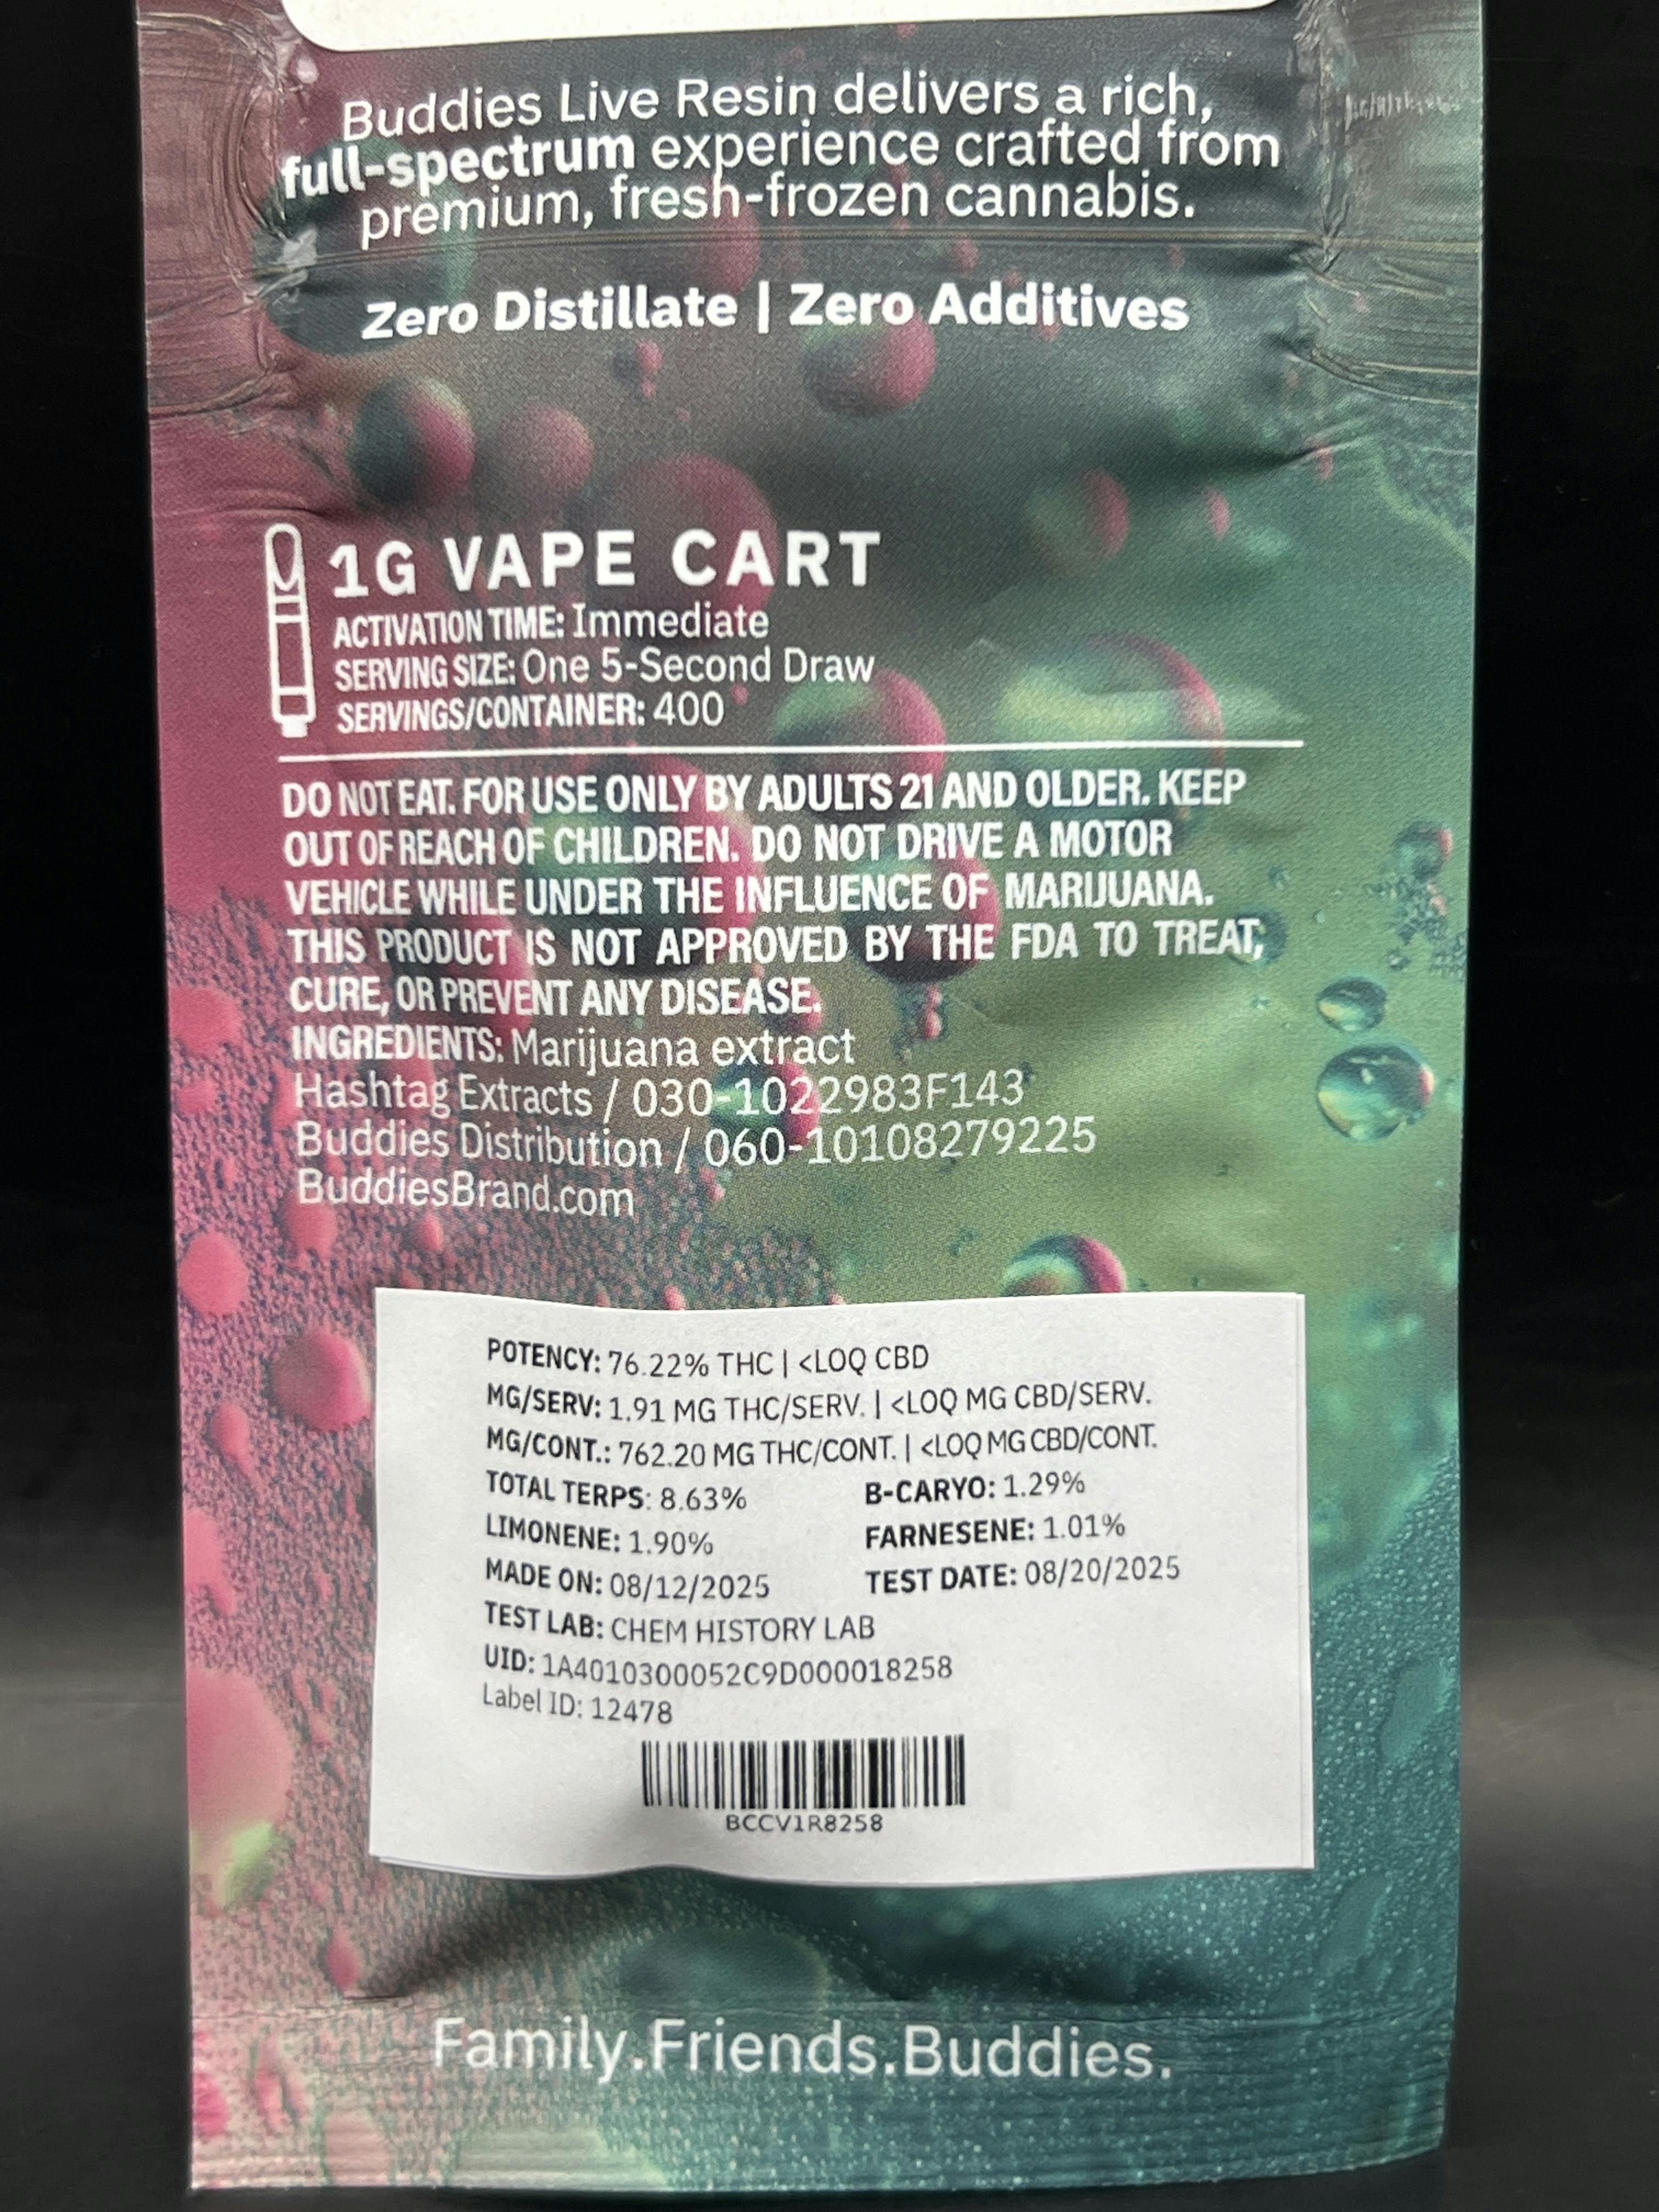 Buddies Live Resin delivers a rich,
full-spectrum experience crafted from
premium, fresh-frozen cannabis.
Zero Distillate | Zero Additives
1G VAPE CART
ACTIVATION TIME: Immediate
SERVING SIZE: One 5-Second Draw
SERVINGS/CONTAINER: 400
DO NOT EAT. FOR USE ONLY BY ADULTS 21 AND OLDER. KEEP
OUT OF REACH OF CHILDREN. DO NOT DRIVE A MOTOR
VEHICLE WHILE UNDER THE INFLUENCE OF MARIJUANA.
THIS PRODUCT IS NOT APPROVED BY THE FDA TO TREAT,
CURE, OR PREVENT ANY DISEASE.
INGREDIENTS: Marijuana extract
Hashtag Extracts / 030-1022983F143
Buddies Distribution / 060-10108279225
BuddiesBrand.com
POTENCY: 76.22% THC | <LOQ CBD
MG/SERV: 1.91 MG THC/SERV. | <LOQ MG CBD/SERV.
MG/CONT.: 762.20 MG THC/CONT. | <LOQ MG CBD/CONT.
TOTAL TERPS: 8.63% B-CARYO: 1.29%
LIMONENE: 1.90% FARNESENE: 1.01%
MADE ON: 08/12/2025 TEST DATE: 08/20/2025
TEST LAB: CHEM HISTORY LAB
UID: 1A4010300052C9D000018258
Label ID: 12478
BCCV1R8258
Family.Friends.Buddies.